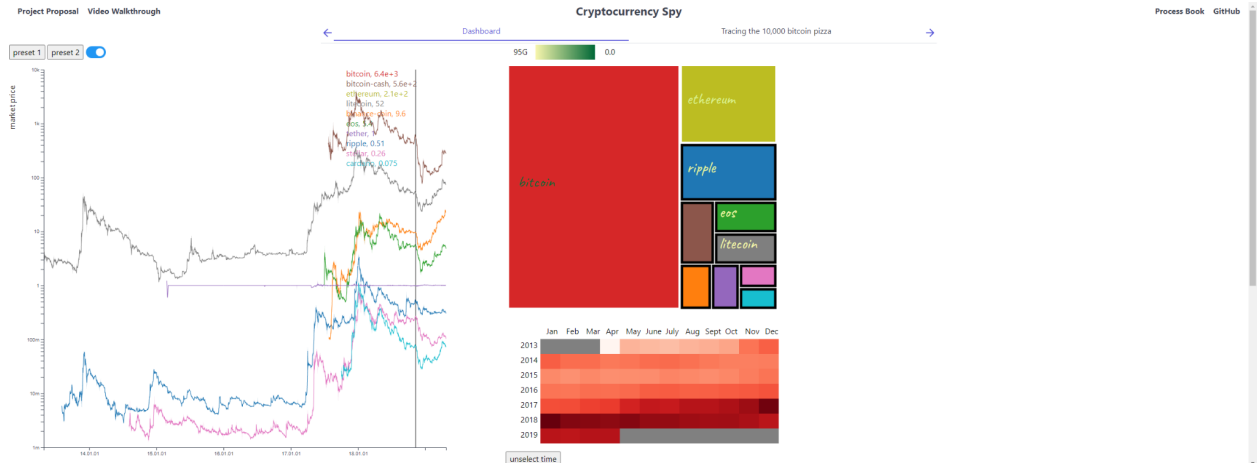 Project Proposal Video Walkthrough
Cryptocurrency Spy
Process Book GitHub
← Dashboard
Tracing the 10,000 bitcoin pizza →
preset 1 preset 2
95G 0.0
market price
10k
1k
100
10
1
100m
10m
1m
14.01.01 15.01.01 16.01.01 17.01.01 18.01.01
bitcoin, 6.4e+3
bitcoin-cash, 5.6e+2
ethereum, 2.1e+2
litecoin, 52
binance-coin, 9.6
tether,
ripple, 0.51
stellar, 0.26
cardano, 0.075
bitcoin
ethereum
ripple
eos
litecoin
Jan Feb Mar Apr May June July Aug Sept Oct Nov Dec
2013
2014
2015
2016
2017
2018
2019
unselect time